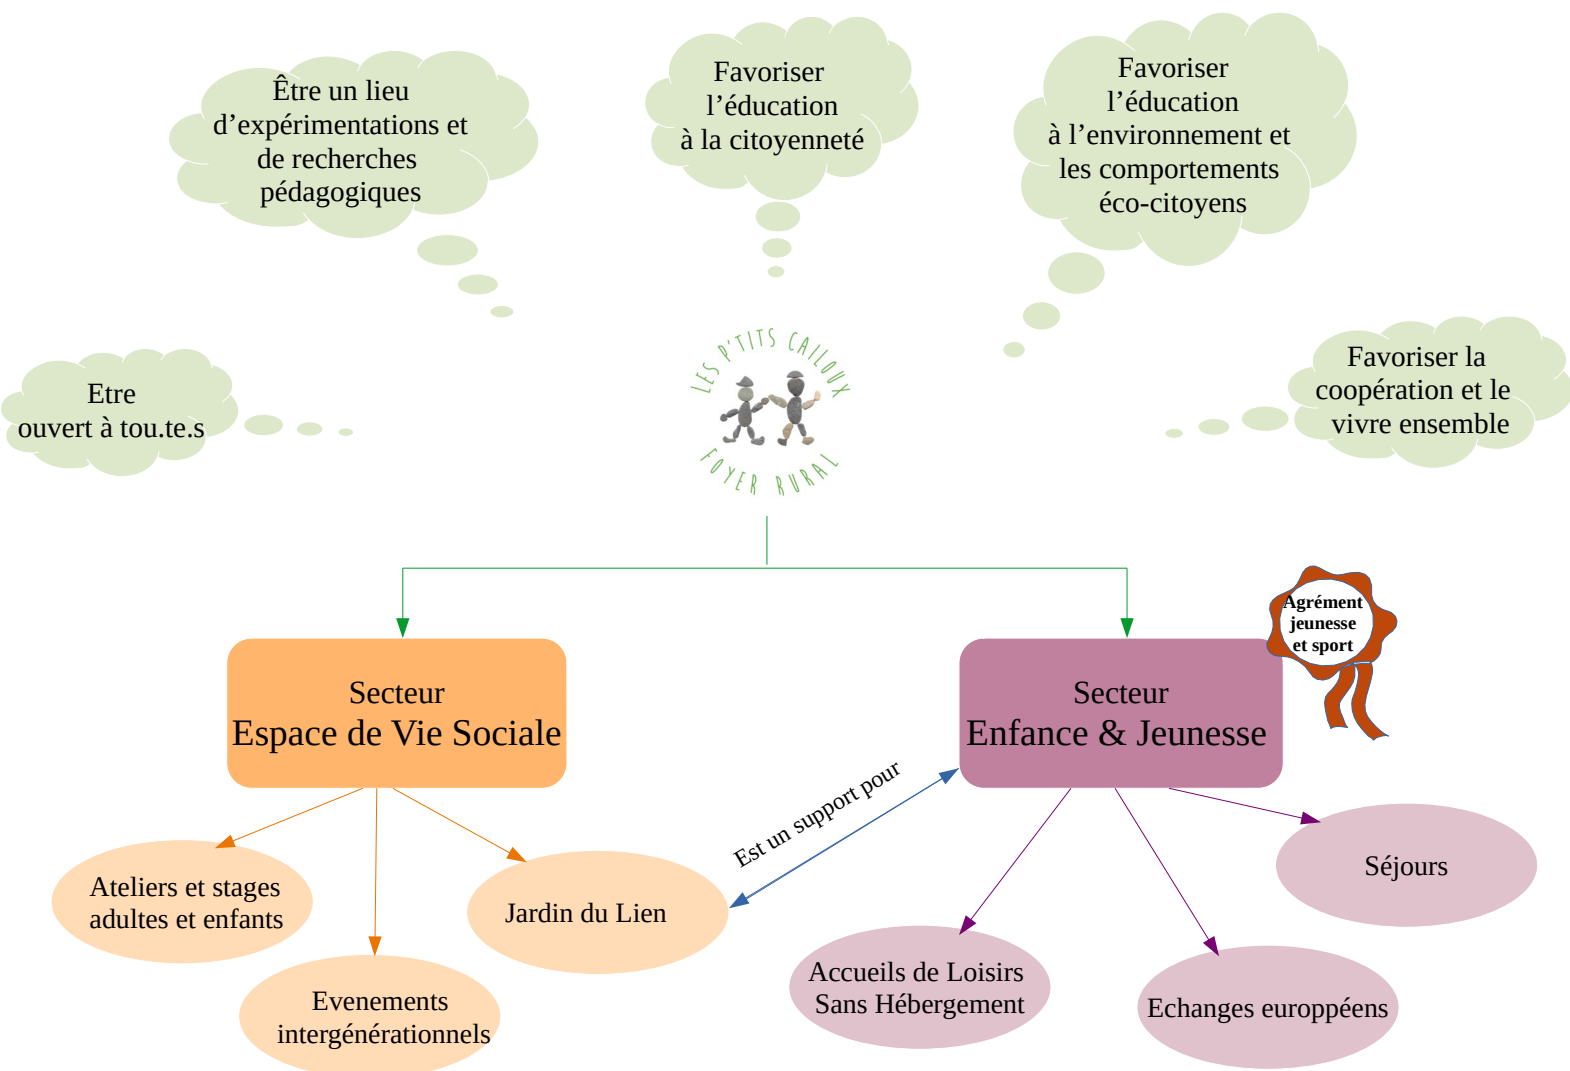 Être un lieu
d’expérimentations et
de recherches
pédagogiques
Favoriser
l’éducation
à la citoyenneté
Favoriser
l’éducation
à l’environnement et
les comportements
éco-citoyens
Etre
ouvert à tou.te.s
LES P'TITS CAILOUX
FOYER RURAL
Favoriser la
coopération et le
vivre ensemble
Agrément
jeunesse
et sport
Secteur
Espace de Vie Sociale
Secteur
Enfance & Jeunesse
Est un support pour
Ateliers et stages
adultes et enfants
Jardin du Lien
Evenements
intergénérationnels
Séjours
Accueils de Loisirs
Sans Hébergement
Echanges europpéens